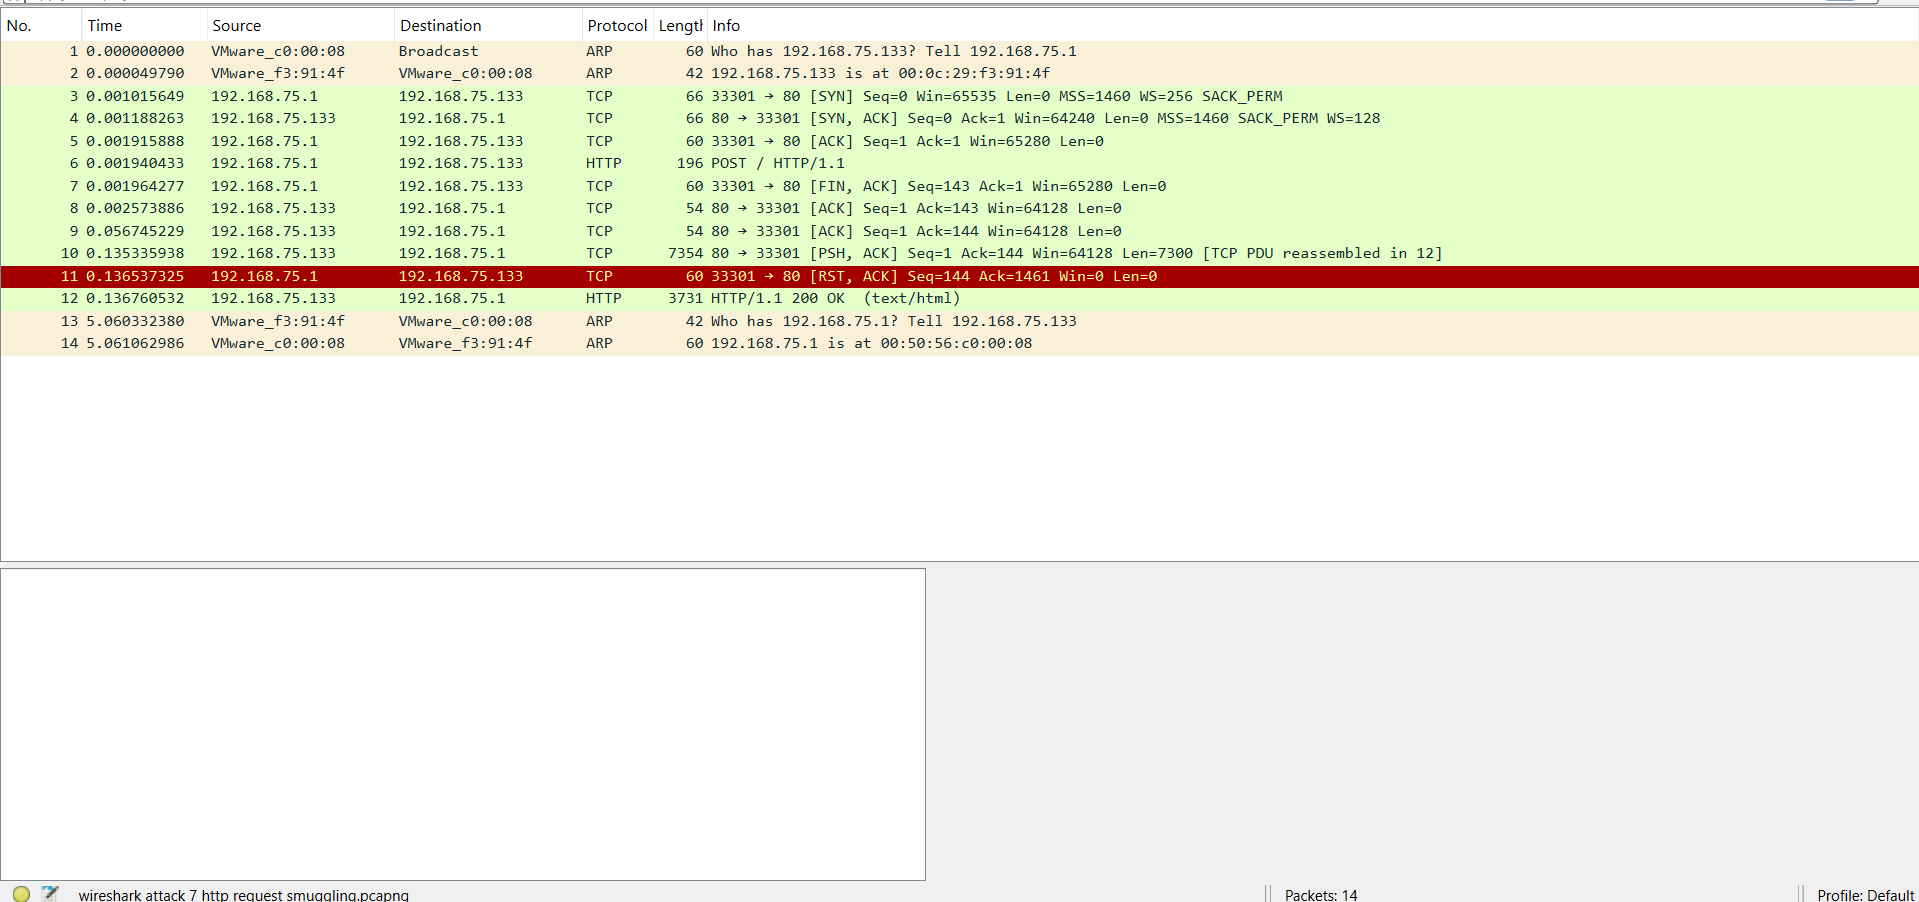 No. Time Source Destination Protocol Length Info
1 0.000000000 VMware_c0:00:08 Broadcast ARP 60 Who has 192.168.75.133? Tell 192.168.75.1
2 0.000049790 VMware_f3:91:4f VMware_c0:00:08 ARP 42 192.168.75.133 is at 00:0c:29:f3:91:4f
3 0.001015649 192.168.75.1 192.168.75.133 TCP 66 33301 → 80 [SYN] Seq=0 Win=65535 Len=0 MSS=1460 WS=256 SACK_PERM
4 0.001188263 192.168.75.133 192.168.75.1 TCP 66 80 → 33301 [SYN, ACK] Seq=0 Ack=1 Win=64240 Len=0 MSS=1460 SACK_PERM WS=128
5 0.001915888 192.168.75.1 192.168.75.133 TCP 60 33301 → 80 [ACK] Seq=1 Ack=1 Win=65280 Len=0
6 0.001940433 192.168.75.1 192.168.75.133 HTTP 196 POST / HTTP/1.1
7 0.001964277 192.168.75.1 192.168.75.133 TCP 60 33301 → 80 [FIN, ACK] Seq=143 Ack=1 Win=65280 Len=0
8 0.002573886 192.168.75.133 192.168.75.1 TCP 54 80 → 33301 [ACK] Seq=1 Ack=143 Win=64128 Len=0
9 0.056745229 192.168.75.133 192.168.75.1 TCP 54 80 → 33301 [ACK] Seq=1 Ack=144 Win=64128 Len=0
10 0.135335938 192.168.75.133 192.168.75.1 TCP 7354 80 → 33301 [PSH, ACK] Seq=1 Ack=144 Win=64128 Len=7300 [TCP PDU reassembled in 12]
11 0.136537325 192.168.75.1 192.168.75.133 TCP 60 33301 → 80 [RST, ACK] Seq=144 Ack=1461 Win=0 Len=0
12 0.136760532 192.168.75.133 192.168.75.1 HTTP 3731 HTTP/1.1 200 OK (text/html)
13 5.060332380 VMware_f3:91:4f VMware_c0:00:08 ARP 42 Who has 192.168.75.1? Tell 192.168.75.133
14 5.061062986 VMware_c0:00:08 VMware_f3:91:4f ARP 60 192.168.75.1 is at 00:50:56:c0:00:08
wireshark attack 7 http request smuggling.pcapng Packets: 14 Profile: Default